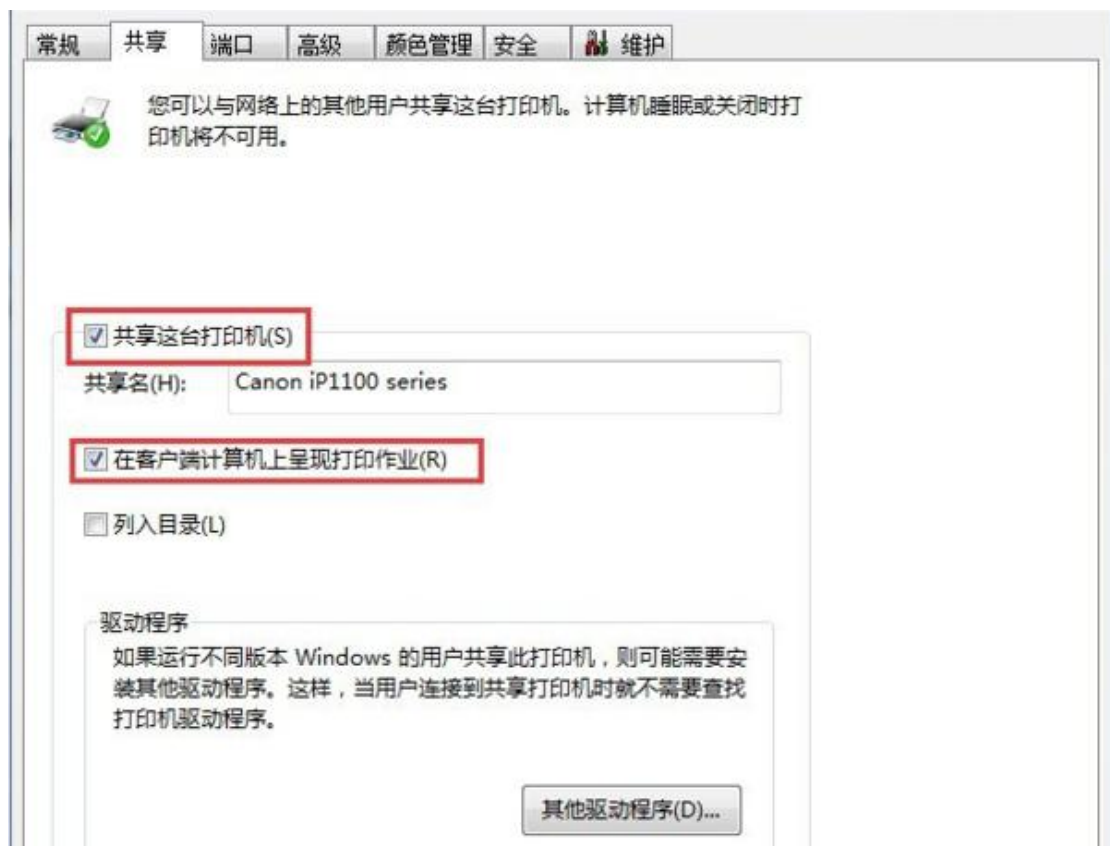 常规 共享 端口 高级 颜色管理 安全 维护
您可以与网络上的其他用户共享这台打印机。计算机睡眠或关闭时打
印机将不可用。
共享这台打印机(S)
共享名(H): Canon iP1100 series
在客户端计算机上呈现打印作业(R)
列入目录(L)
驱动程序
如果运行不同版本 Windows 的用户共享此打印机，则可能需要安
装其他驱动程序。这样，当用户连接到共享打印机时就不需要查找
打印机驱动程序。
其他驱动程序(D)...